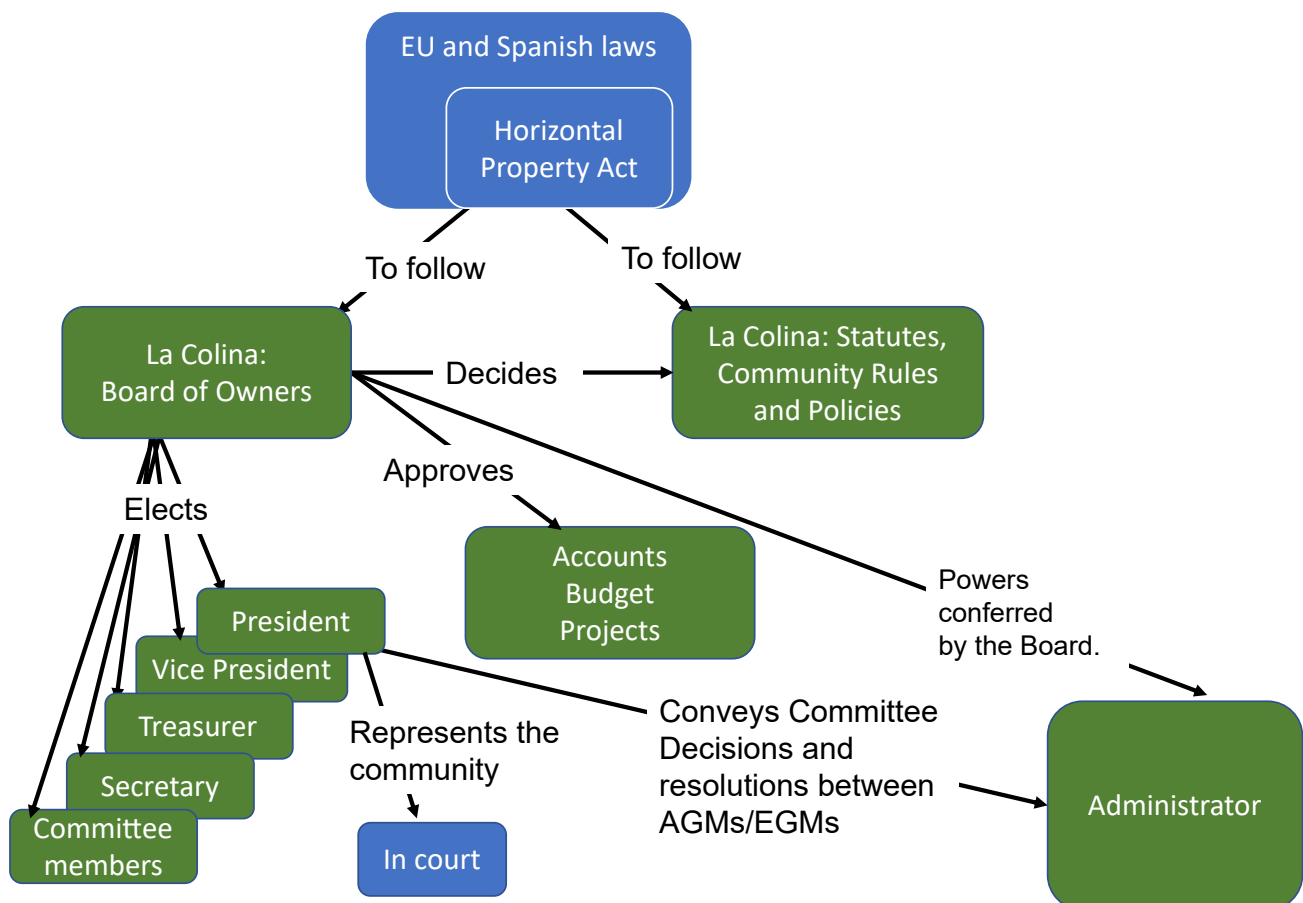 EU and Spanish laws
Horizontal
Property Act
To follow
To follow
La Colina:
Board of Owners
Decides
La Colina: Statutes,
Community Rules
and Policies
Approves
Elects
Accounts
Budget
Projects
Powers
conferred
by the Board.
President
Vice President
Treasurer
Secretary
Committee
members
Represents the
community
In court
Conveys Committee
Decisions and
resolutions between
AGMs/EGMs
Administrator